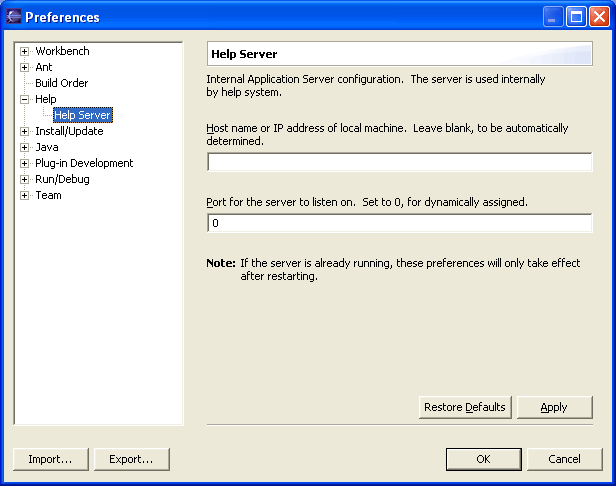 Preferences
Workbench
Ant
Build Order
Help
Help Server
Install/Update
Java
Plug-in Development
Run/Debug
Team
Help Server
Internal Application Server configuration. The server is used internally
by help system.
Host name or IP address of local machine. Leave blank, to be automatically
determined.
Port for the server to listen on. Set to 0, for dynamically assigned.
0
Note: If the server is already running, these preferences will only take effect
after restarting.
Restore Defaults
Apply
Import...
Export...
OK
Cancel